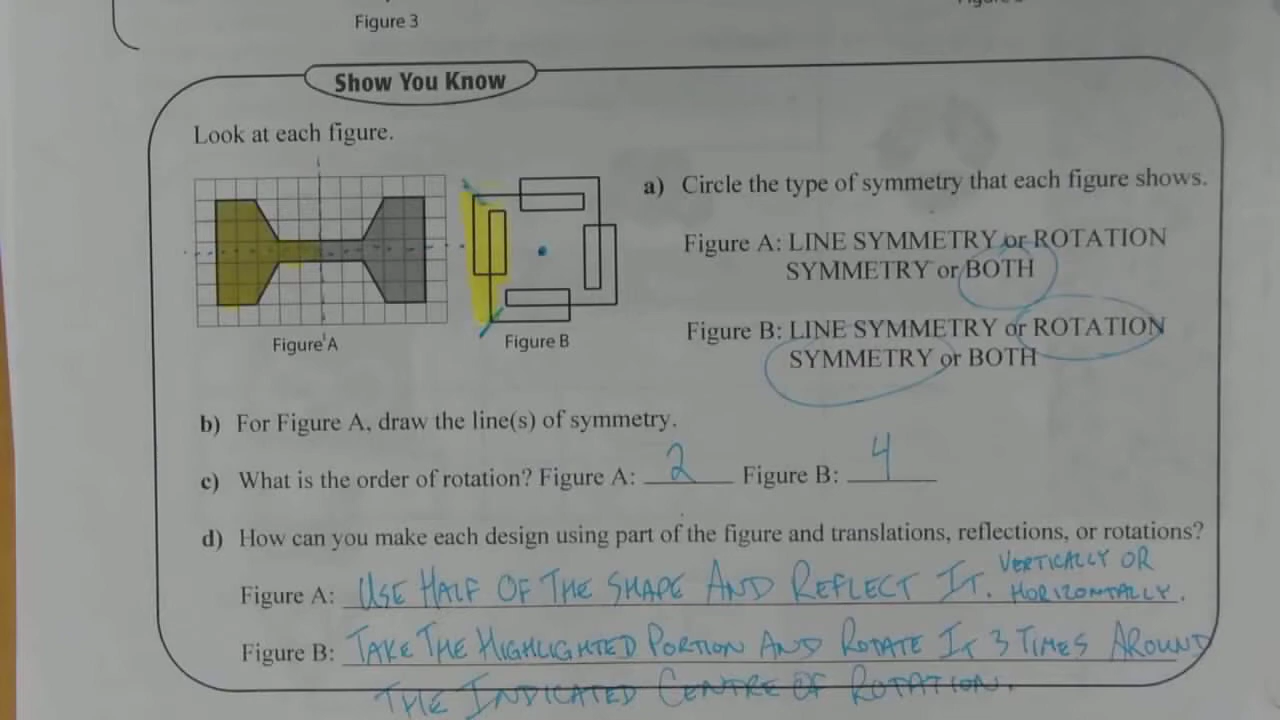 Figure 3
Show You Know
Look at each figure.
Figure A
Figure B
a) Circle the type of symmetry that each figure shows.
Figure A: LINE SYMMETRY or ROTATION
SYMMETRY or BOTH
Figure B: LINE SYMMETRY or ROTATION
SYMMETRY or BOTH
b) For Figure A, draw the line(s) of symmetry.
c) What is the order of rotation? Figure A: 2 Figure B: 4
d) How can you make each design using part of the figure and translations, reflections, or rotations?
Figure A: USE HALF OF THE SHAPE AND REFLECT IT. VERTICALLY OR
HORIZONTALLY.
Figure B: TAKE THE HIGHLIGHTED PORTION AND ROTATE IT 3 TIMES AROUND
THE INDICATED CENTRE OF ROTATION.